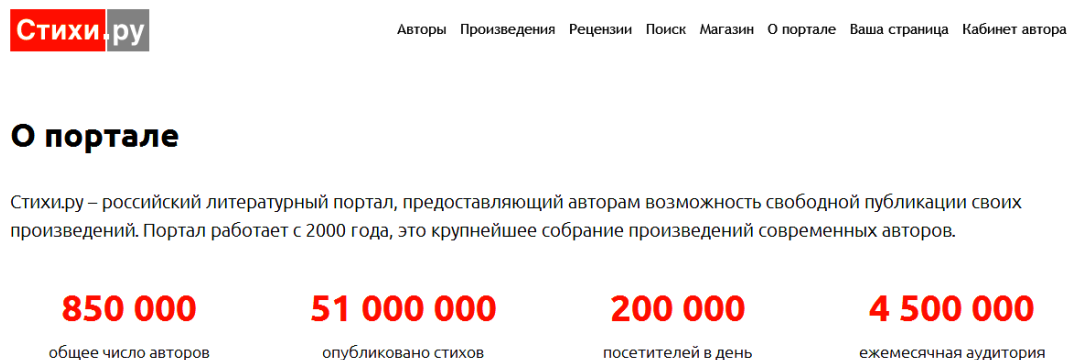 Стихи.ру
Авторы Произведения Рецензии Поиск Магазин О портале Ваша страница Кабинет автора
О портале
Стихи.ру – российский литературный портал, предоставляющий авторам возможность свободной публикации своих
произведений. Портал работает с 2000 года, это крупнейшее собрание произведений современных авторов.
850 000 51 000 000 200 000 4 500 000
общее число авторов опубликовано стихов посетителей в день ежемесячная аудитория